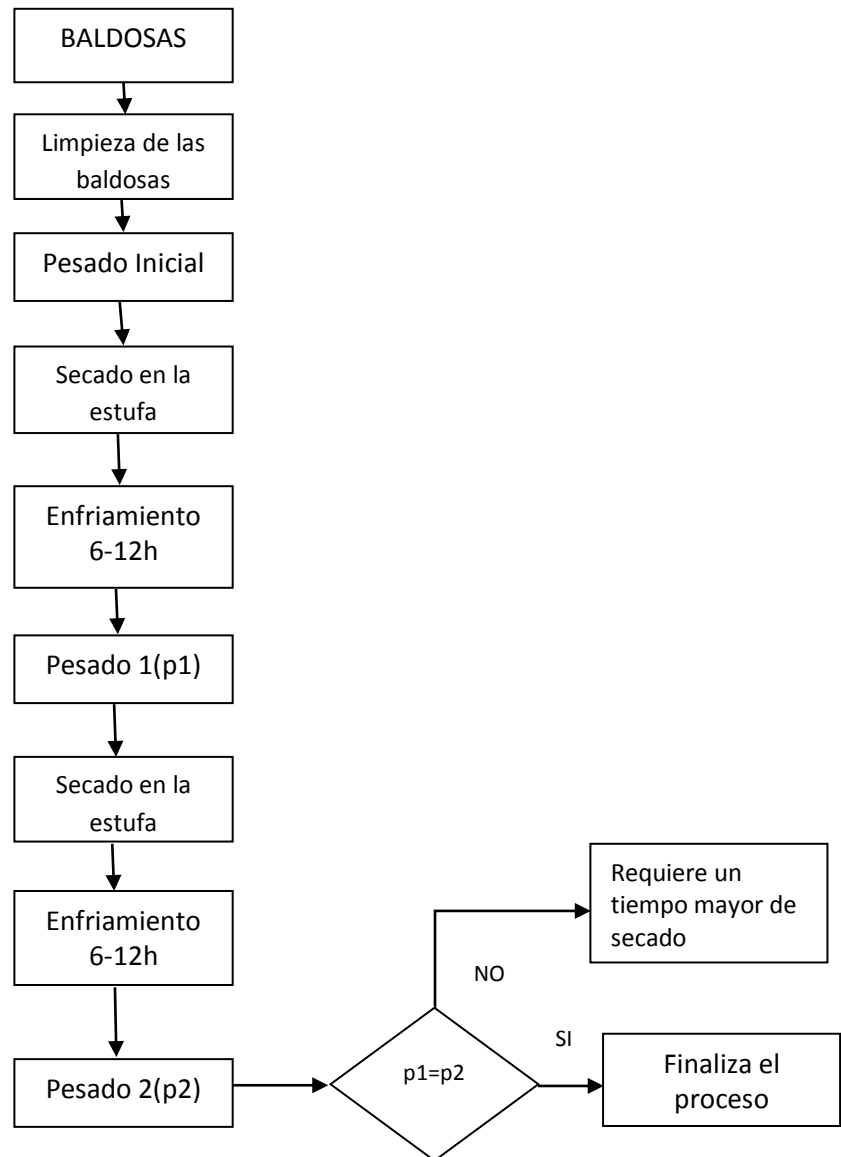 BALDOSAS
Limpieza de las
baldosas
Pesado Inicial
Secado en la
estufa
Enfriamiento
6-12h
Pesado 1(p1)
Secado en la
estufa
Enfriamiento
6-12h
Pesado 2(p2)
p1=p2
NO
Requiere un
tiempo mayor de
secado
SI
Finaliza el
proceso